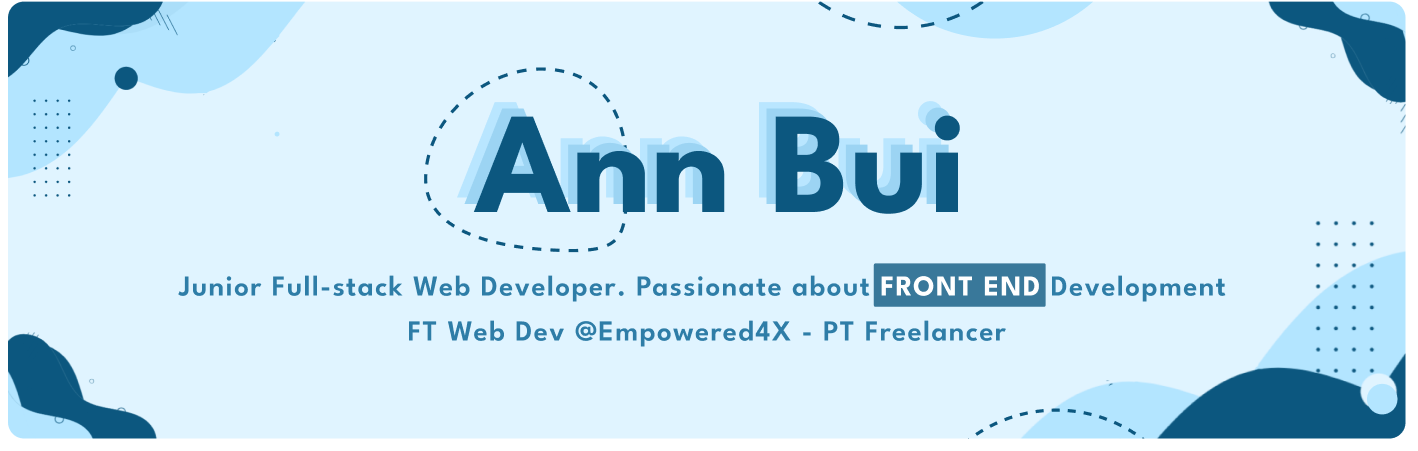 Ann Bui
Junior Full-stack Web Developer. Passionate about FRONT END Development
FT Web Dev @Empowered4X - PT Freelancer